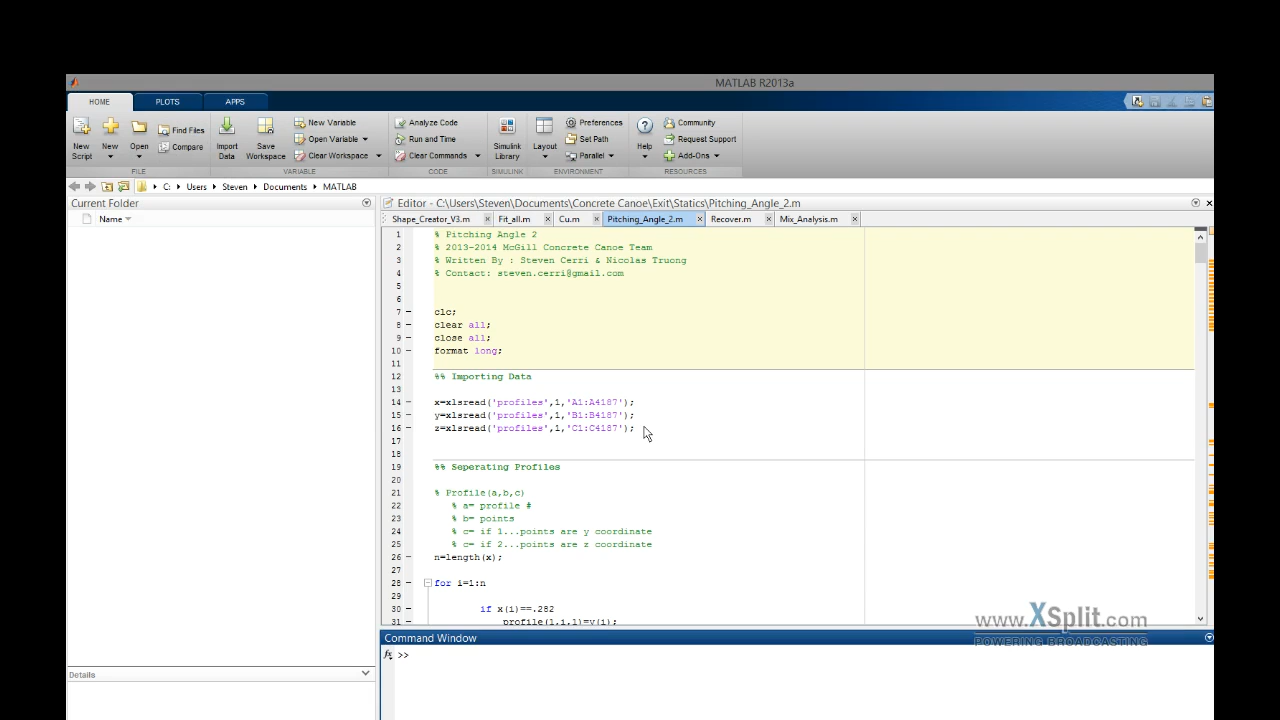 MATLAB R2013a
HOME PLOTS APPS
New Script
New
Open
Find Files
Compare
Import Data
Save Workspace
New Variable
Open Variable
Clear Workspace
Analyze Code
Run and Time
Clear Commands
Simulink Library
Layout
Preferences
Set Path
Parallel
Help
Community
Request Support
Add-Ons
FILE VARIABLE CODE SIMULINK ENVIRONMENT RESOURCES
C: Users Steven Documents MATLAB
Current Folder
Name
Details
Editor - C:\Users\Steven\Documents\Concrete Canoe\Exit\Statics\Pitching_Angle_2.m
Shape_Creator_V3.m Fit_all.m Cu.m Pitching_Angle_2.m Recover.m Mix_Analysis.m
1 % Pitching Angle 2
2 % 2013-2014 McGill Concrete Canoe Team
3 % Written By : Steven Cerri & Nicolas Truong
4 % Contact: steven.cerri@gmail.com
5
6
7 clc;
8 clear all;
9 close all;
10 format long;
11
12 %% Importing Data
13
14 x=xlsread('profiles',1,'A1:A4187');
15 y=xlsread('profiles',1,'B1:B4187');
16 z=xlsread('profiles',1,'C1:C4187');
17
18
19 %% Seperating Profiles
20
21 % Profile(a,b,c)
22 % a= profile #
23 % b= points
24 % c= if 1...points are y coordinate
25 % c= if 2...points are z coordinate
26 n=length(x);
27
28 for i=1:n
29
30 if x(i)==.282
31 profile(1,i,1)=y(i);
www.XSplit.com
POWERING BROADCASTING
Command Window
fx >>